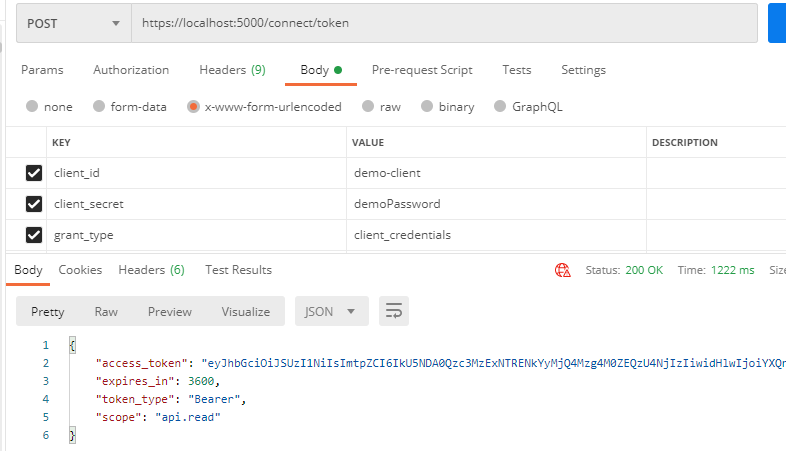 POST https://localhost:5000/connect/token
Params Authorization Headers (9) Body Pre-request Script Tests Settings
none form-data x-www-form-urlencoded raw binary GraphQL
KEY VALUE DESCRIPTION
client_id demo-client
client_secret demoPassword
grant_type client_credentials
Body Cookies Headers (6) Test Results Status: 200 OK Time: 1222 ms Size
Pretty Raw Preview Visualize JSON
1 {
2 "access_token": "eyJhbGciOiJSUzI1NiIsImtpZCI6IkU5NDA0Qzc3MzExNTRENkYyMjQ4Mzg4M0ZEQzU4NjIzIiwidHlwIjoiYXQr
3 "expires_in": 3600,
4 "token_type": "Bearer",
5 "scope": "api.read"
6 }